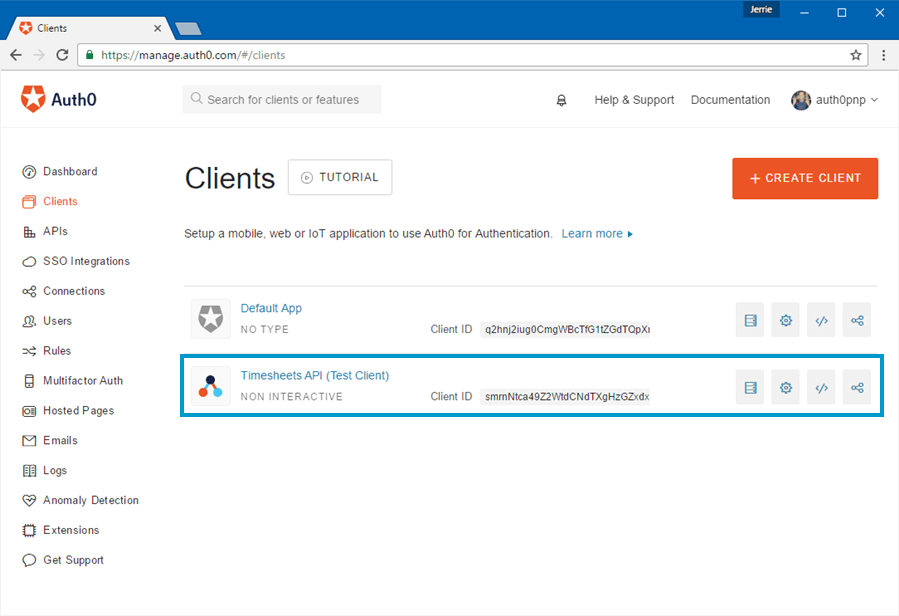 Jerrie
Clients
https://manage.auth0.com/#/clients
Auth0
Search for clients or features
Help & Support
Documentation
auth0pnp
Dashboard
Clients
APIs
SSO Integrations
Connections
Users
Rules
Multifactor Auth
Hosted Pages
Emails
Logs
Anomaly Detection
Extensions
Get Support
Clients
TUTORIAL
+ CREATE CLIENT
Setup a mobile, web or IoT application to use Auth0 for Authentication. Learn more
Default App
NO TYPE
Client ID
Timesheets API (Test Client)
NON INTERACTIVE
Client ID